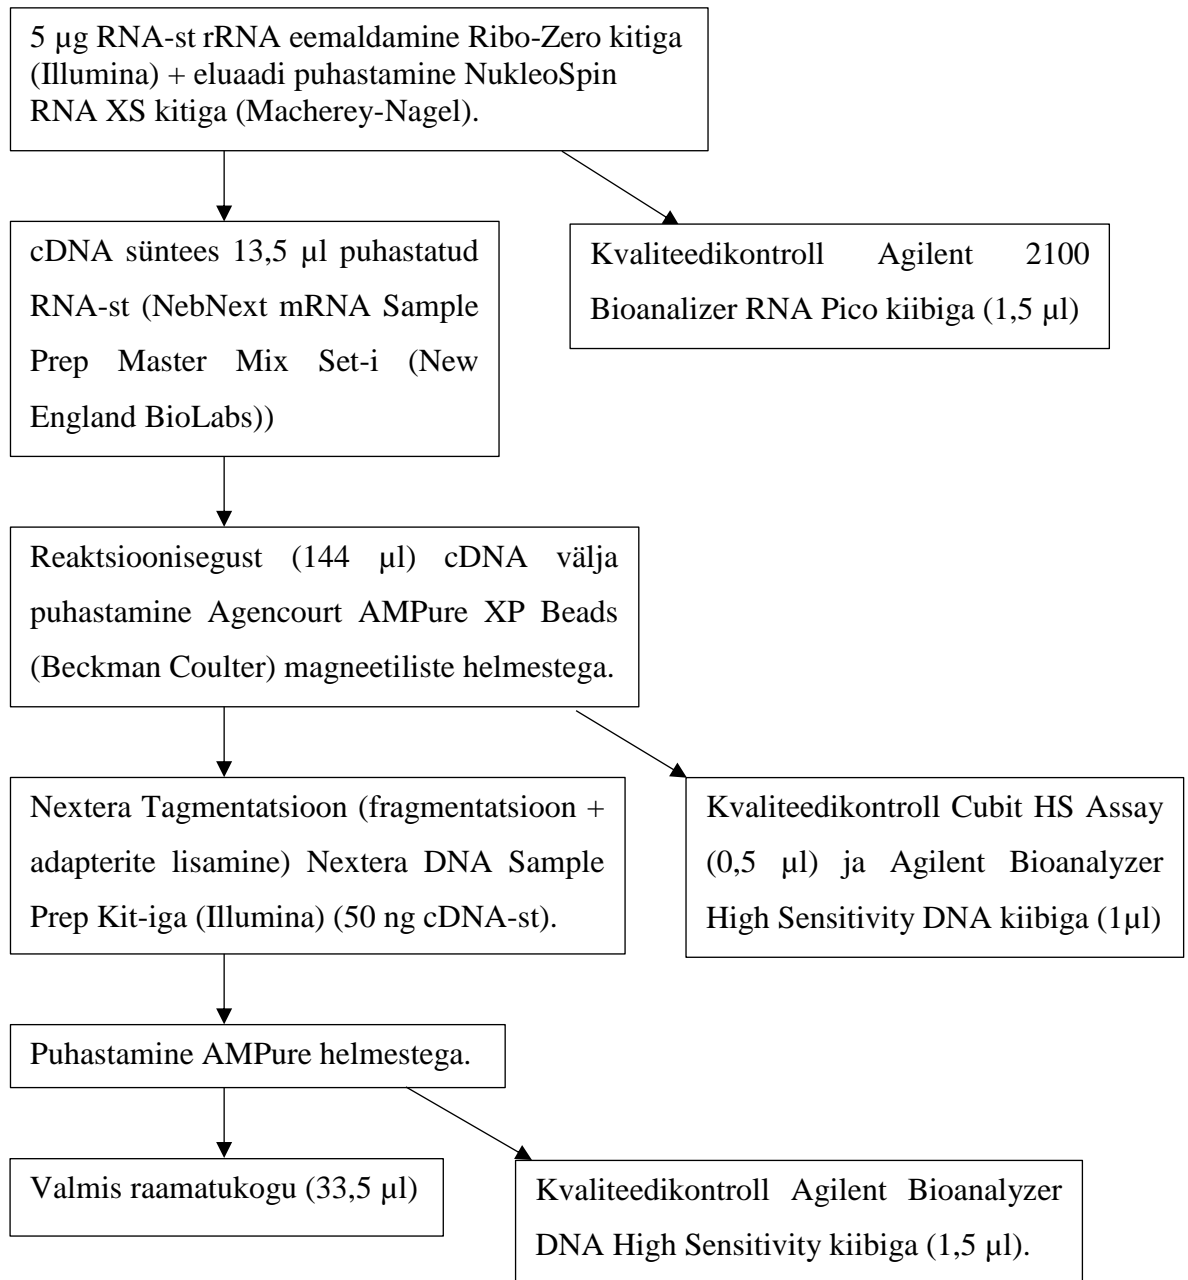 5 µg RNA-st rRNA eemaldamine Ribo-Zero kitiga
(Illumina) + eluaadi puhastamine NukleoSpin
RNA XS kitiga (Macherey-Nagel).
cDNA süntees 13,5 µl puhastatud
RNA-st (NebNext mRNA Sample
Prep Master Mix Set-i (New
England BioLabs))
Kvaliteedikontroll Agilent 2100
Bioanalizer RNA Pico kiibiga (1,5 µl)
Reaktsioonisegust (144 µl) cDNA välja
puhastamine Agencourt AMPure XP Beads
(Beckman Coulter) magneetiliste helmestega.
Nextera Tagmentatsioon (fragmentatsioon +
adapterite lisamine) Nextera DNA Sample
Prep Kit-iga (Illumina) (50 ng cDNA-st).
Kvaliteedikontroll Cubit HS Assay
(0,5 µl) ja Agilent Bioanalyzer
High Sensitivity DNA kiibiga (1µl)
Puhastamine AMPure helmestega.
Valmis raamatukogu (33,5 µl)
Kvaliteedikontroll Agilent Bioanalyzer
DNA High Sensitivity kiibiga (1,5 µl).